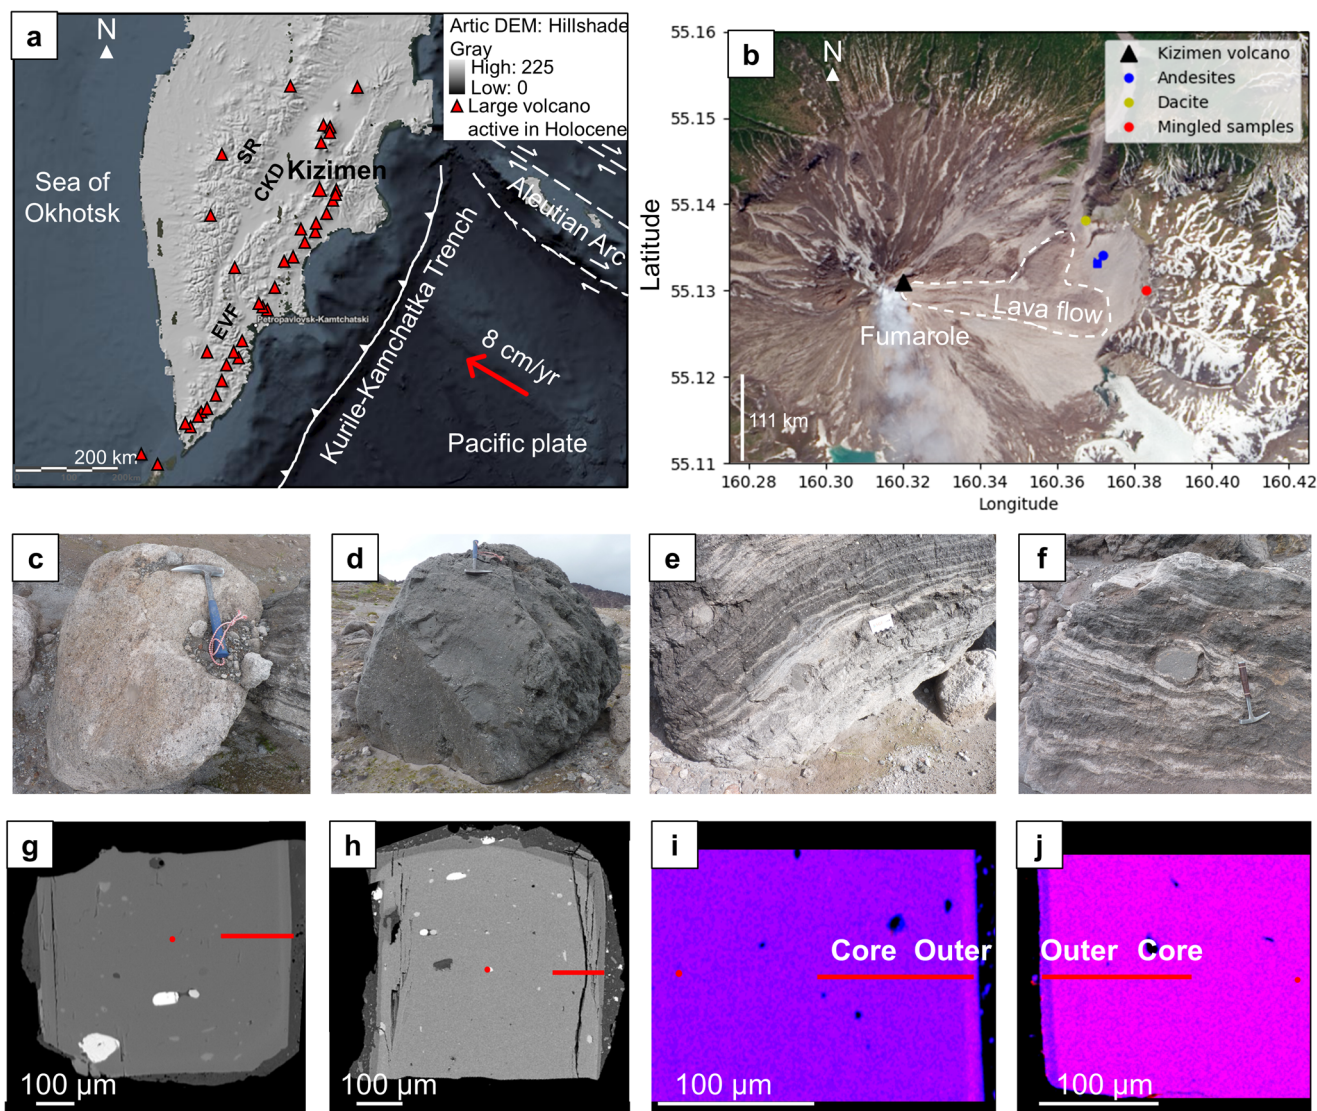 a
N
Artic DEM: Hillshade
Gray
High: 225
Low: 0
Large volcano
active in Holocene
SR
CKD
Kizimen
Sea of
Okhotsk
Aleutian Arc
EVF
Petropavlovsk-Kamtchatski
Kurile-Kamchatka Trench
8 cm/yr
Pacific plate
200 km
0 100 200km
b
N
Kizimen volcano
Andesites
Dacite
Mingled samples
55.16
55.15
55.14
55.13
55.12
55.11
Latitude
Lava flow
Fumarole
111 km
160.28 160.30 160.32 160.34 160.36 160.38 160.40 160.42
Longitude
c
d
e
f
g
100 µm
h
100 µm
i
Core Outer
100 µm
j
Outer Core
100 µm